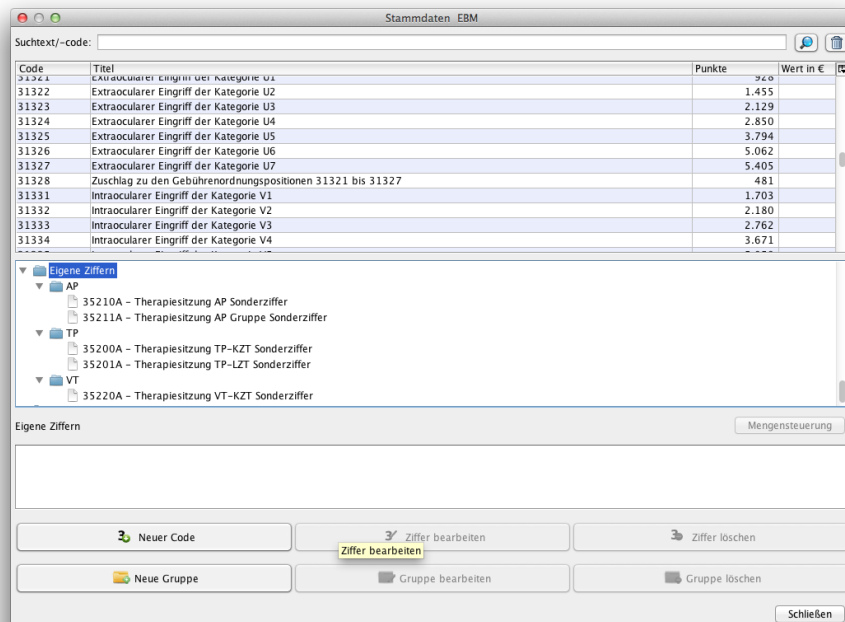 Stammdaten EBM
Suchtext/-code:
Code Titel Punkte Wert in €
31321 Extraocularer Eingriff der Kategorie U1 928
31322 Extraocularer Eingriff der Kategorie U2 1.455
31323 Extraocularer Eingriff der Kategorie U3 2.129
31324 Extraocularer Eingriff der Kategorie U4 2.850
31325 Extraocularer Eingriff der Kategorie U5 3.794
31326 Extraocularer Eingriff der Kategorie U6 5.062
31327 Extraocularer Eingriff der Kategorie U7 5.405
31328 Zuschlag zu den Gebührenordnungspositionen 31321 bis 31327 481
31331 Intraocularer Eingriff der Kategorie V1 1.703
31332 Intraocularer Eingriff der Kategorie V2 2.180
31333 Intraocularer Eingriff der Kategorie V3 2.762
31334 Intraocularer Eingriff der Kategorie V4 3.671
Eigene Ziffern
AP
35210A – Therapiesitzung AP Sonderziffer
35211A – Therapiesitzung AP Gruppe Sonderziffer
TP
35200A – Therapiesitzung TP-KZT Sonderziffer
35201A – Therapiesitzung TP-LZT Sonderziffer
VT
35220A – Therapiesitzung VT-KZT Sonderziffer
Eigene Ziffern Mengensteuerung
Neuer Code Ziffer bearbeiten Ziffer löschen
Ziffer bearbeiten
Neue Gruppe Gruppe bearbeiten Gruppe löschen
Schließen